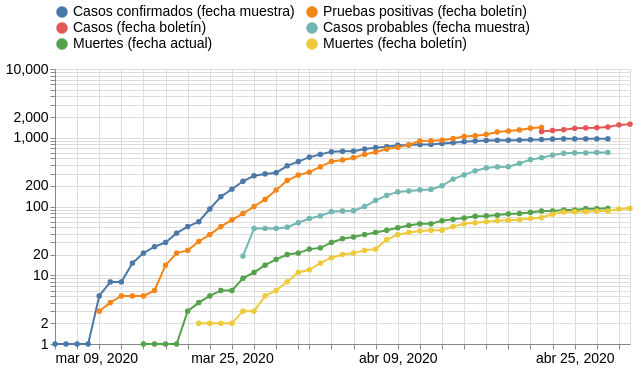 Casos confirmados (fecha muestra) Pruebas positivas (fecha boletín)
Casos (fecha boletín) Casos probables (fecha muestra)
Muertes (fecha actual) Muertes (fecha boletín)
10,000
2,000
1,000
200
100
20
10
2
1
mar 09, 2020 mar 25, 2020 abr 09, 2020 abr 25, 2020